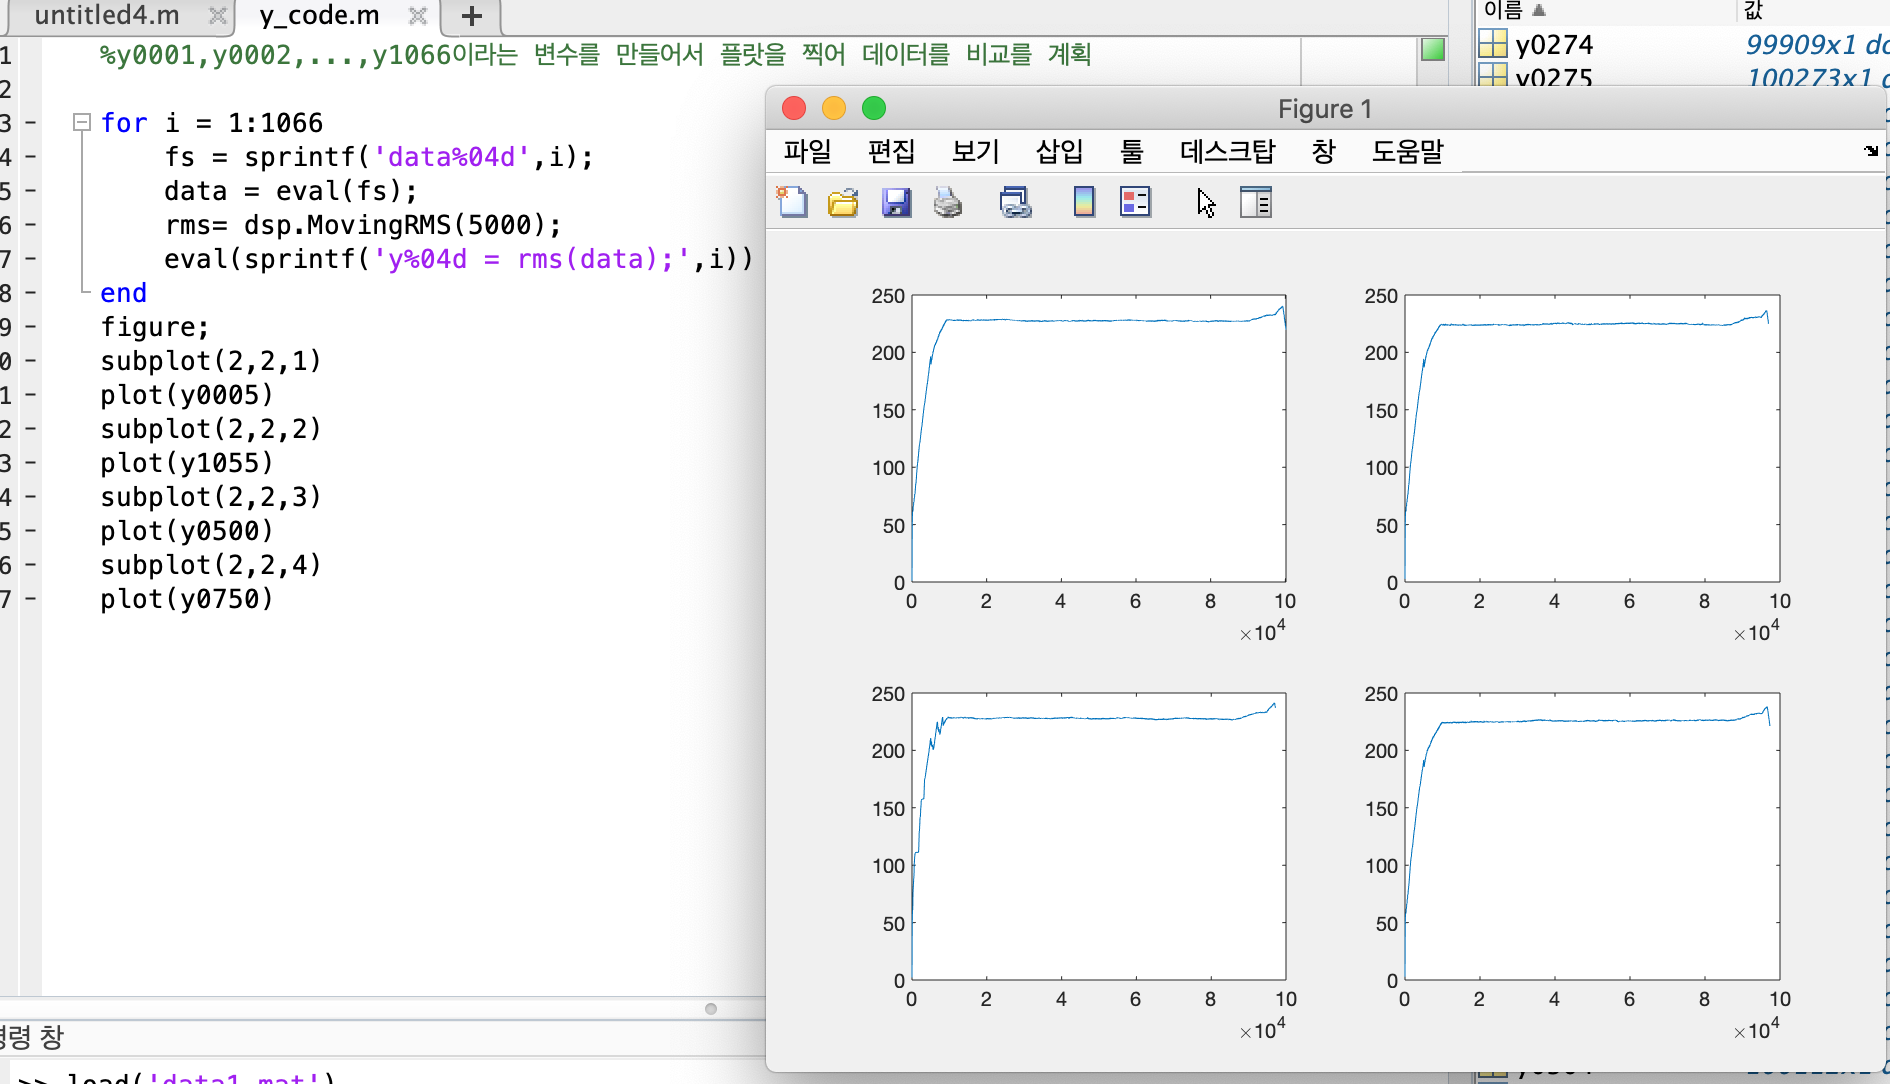 untitled4.m
y_code.m
이름
값
1 %y0001,y0002,...,y1066이라는 변수를 만들어서 플랏을 찍어 데이터를 비교를 계획
2
3 - for i = 1:1066
4 - fs = sprintf('data%04d',i);
5 - data = eval(fs);
6 - rms= dsp.MovingRMS(5000);
7 - eval(sprintf('y%04d = rms(data);',i))
8 - end
9 - figure;
0 - subplot(2,2,1)
1 - plot(y0005)
2 - subplot(2,2,2)
3 - plot(y1055)
4 - subplot(2,2,3)
5 - plot(y0500)
6 - subplot(2,2,4)
7 - plot(y0750)
령 창
>> load('data1.mat')
y0274 99909x1 do
y0275 100273x1 d
Figure 1
파일 편집 보기 삽입 툴 데스크탑 창 도움말
250
200
150
100
50
0
0 2 4 6 8 10
×10⁴
250
200
150
100
50
0
0 2 4 6 8 10
×10⁴
250
200
150
100
50
0
0 2 4 6 8 10
×10⁴
250
200
150
100
50
0
0 2 4 6 8 10
×10⁴